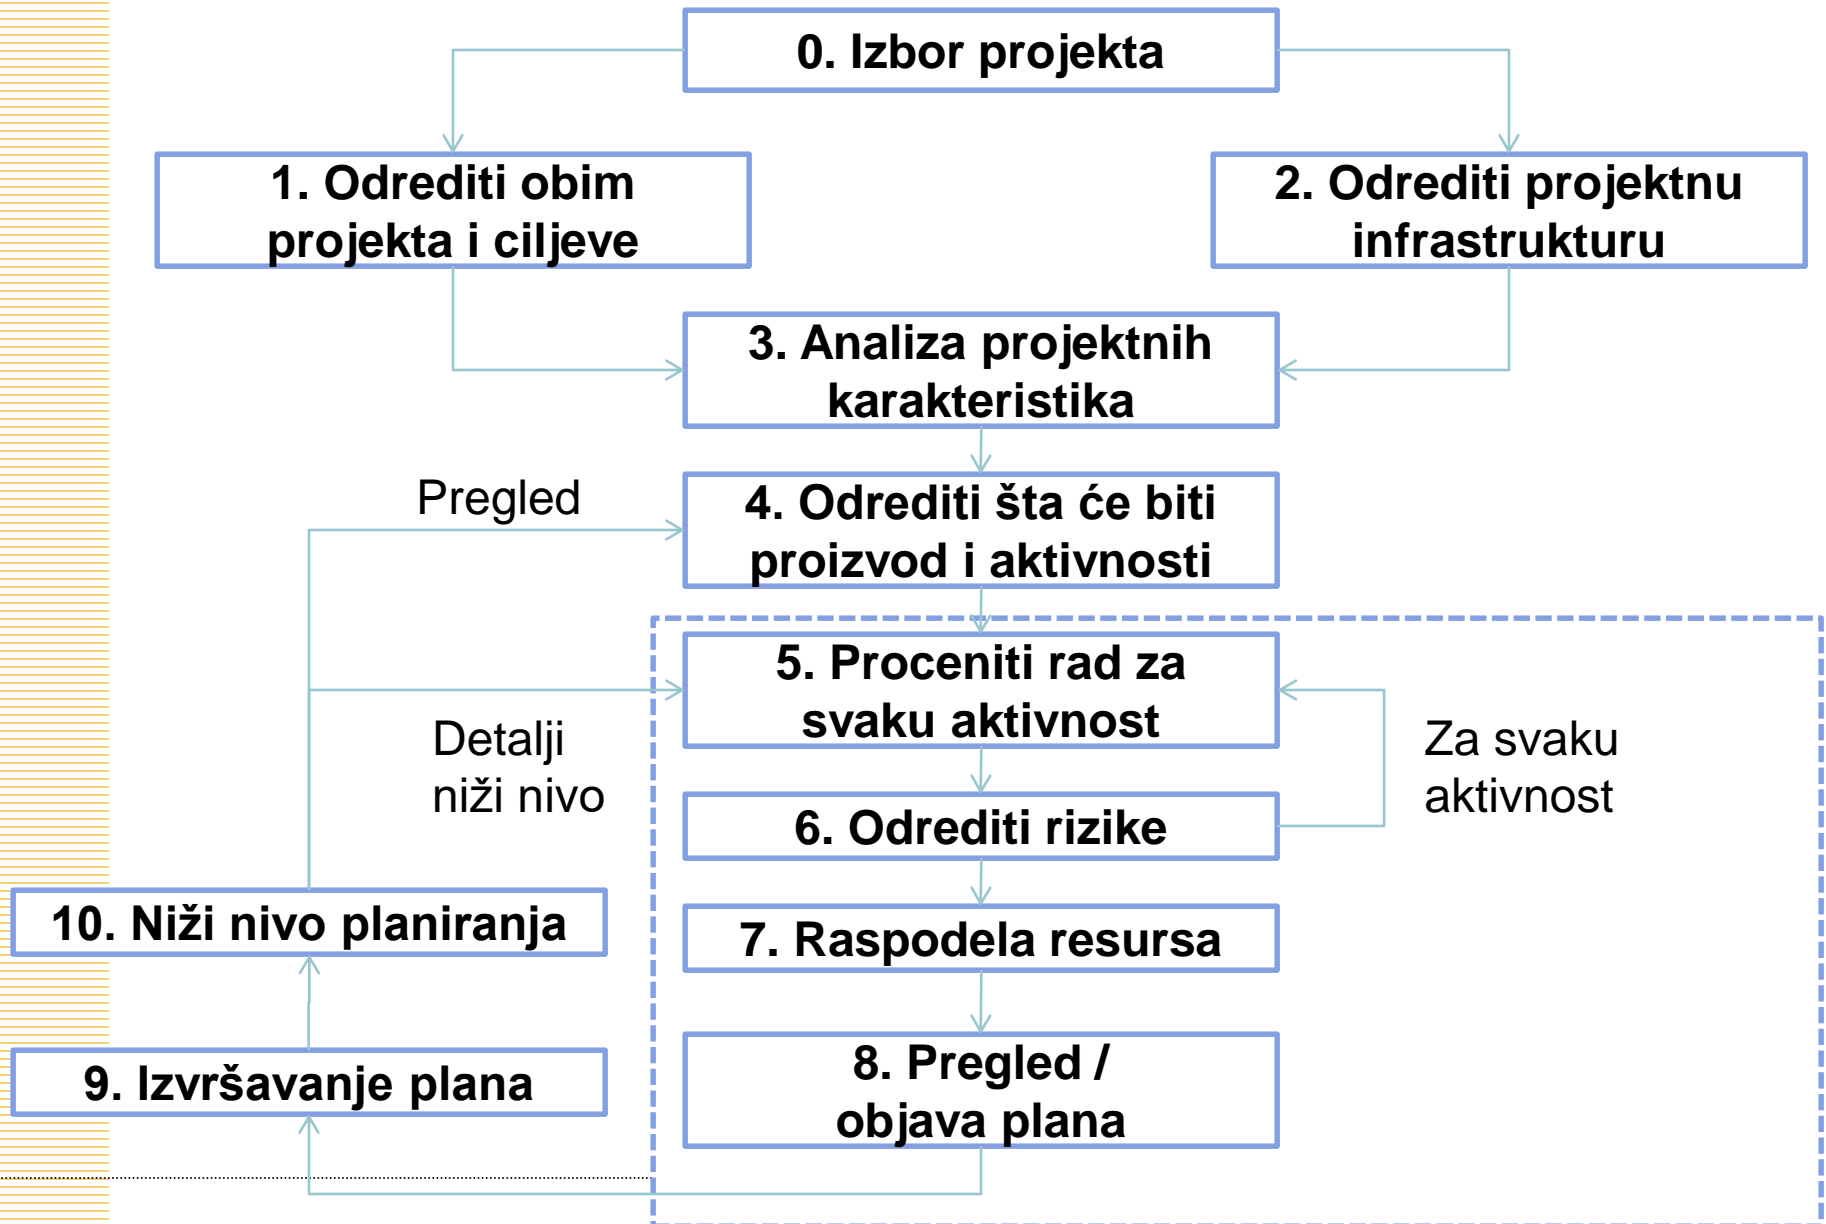 0. Izbor projekta
1. Odrediti obim
projekta i ciljeve
2. Odrediti projektnu
infrastrukturu
3. Analiza projektnih
karakteristika
Pregled
4. Odrediti šta će biti
proizvod i aktivnosti
5. Proceniti rad za
svaku aktivnost
Detalji
niži nivo
Za svaku
aktivnost
6. Odrediti rizike
10. Niži nivo planiranja
7. Raspodela resursa
9. Izvršavanje plana
8. Pregled /
objava plana